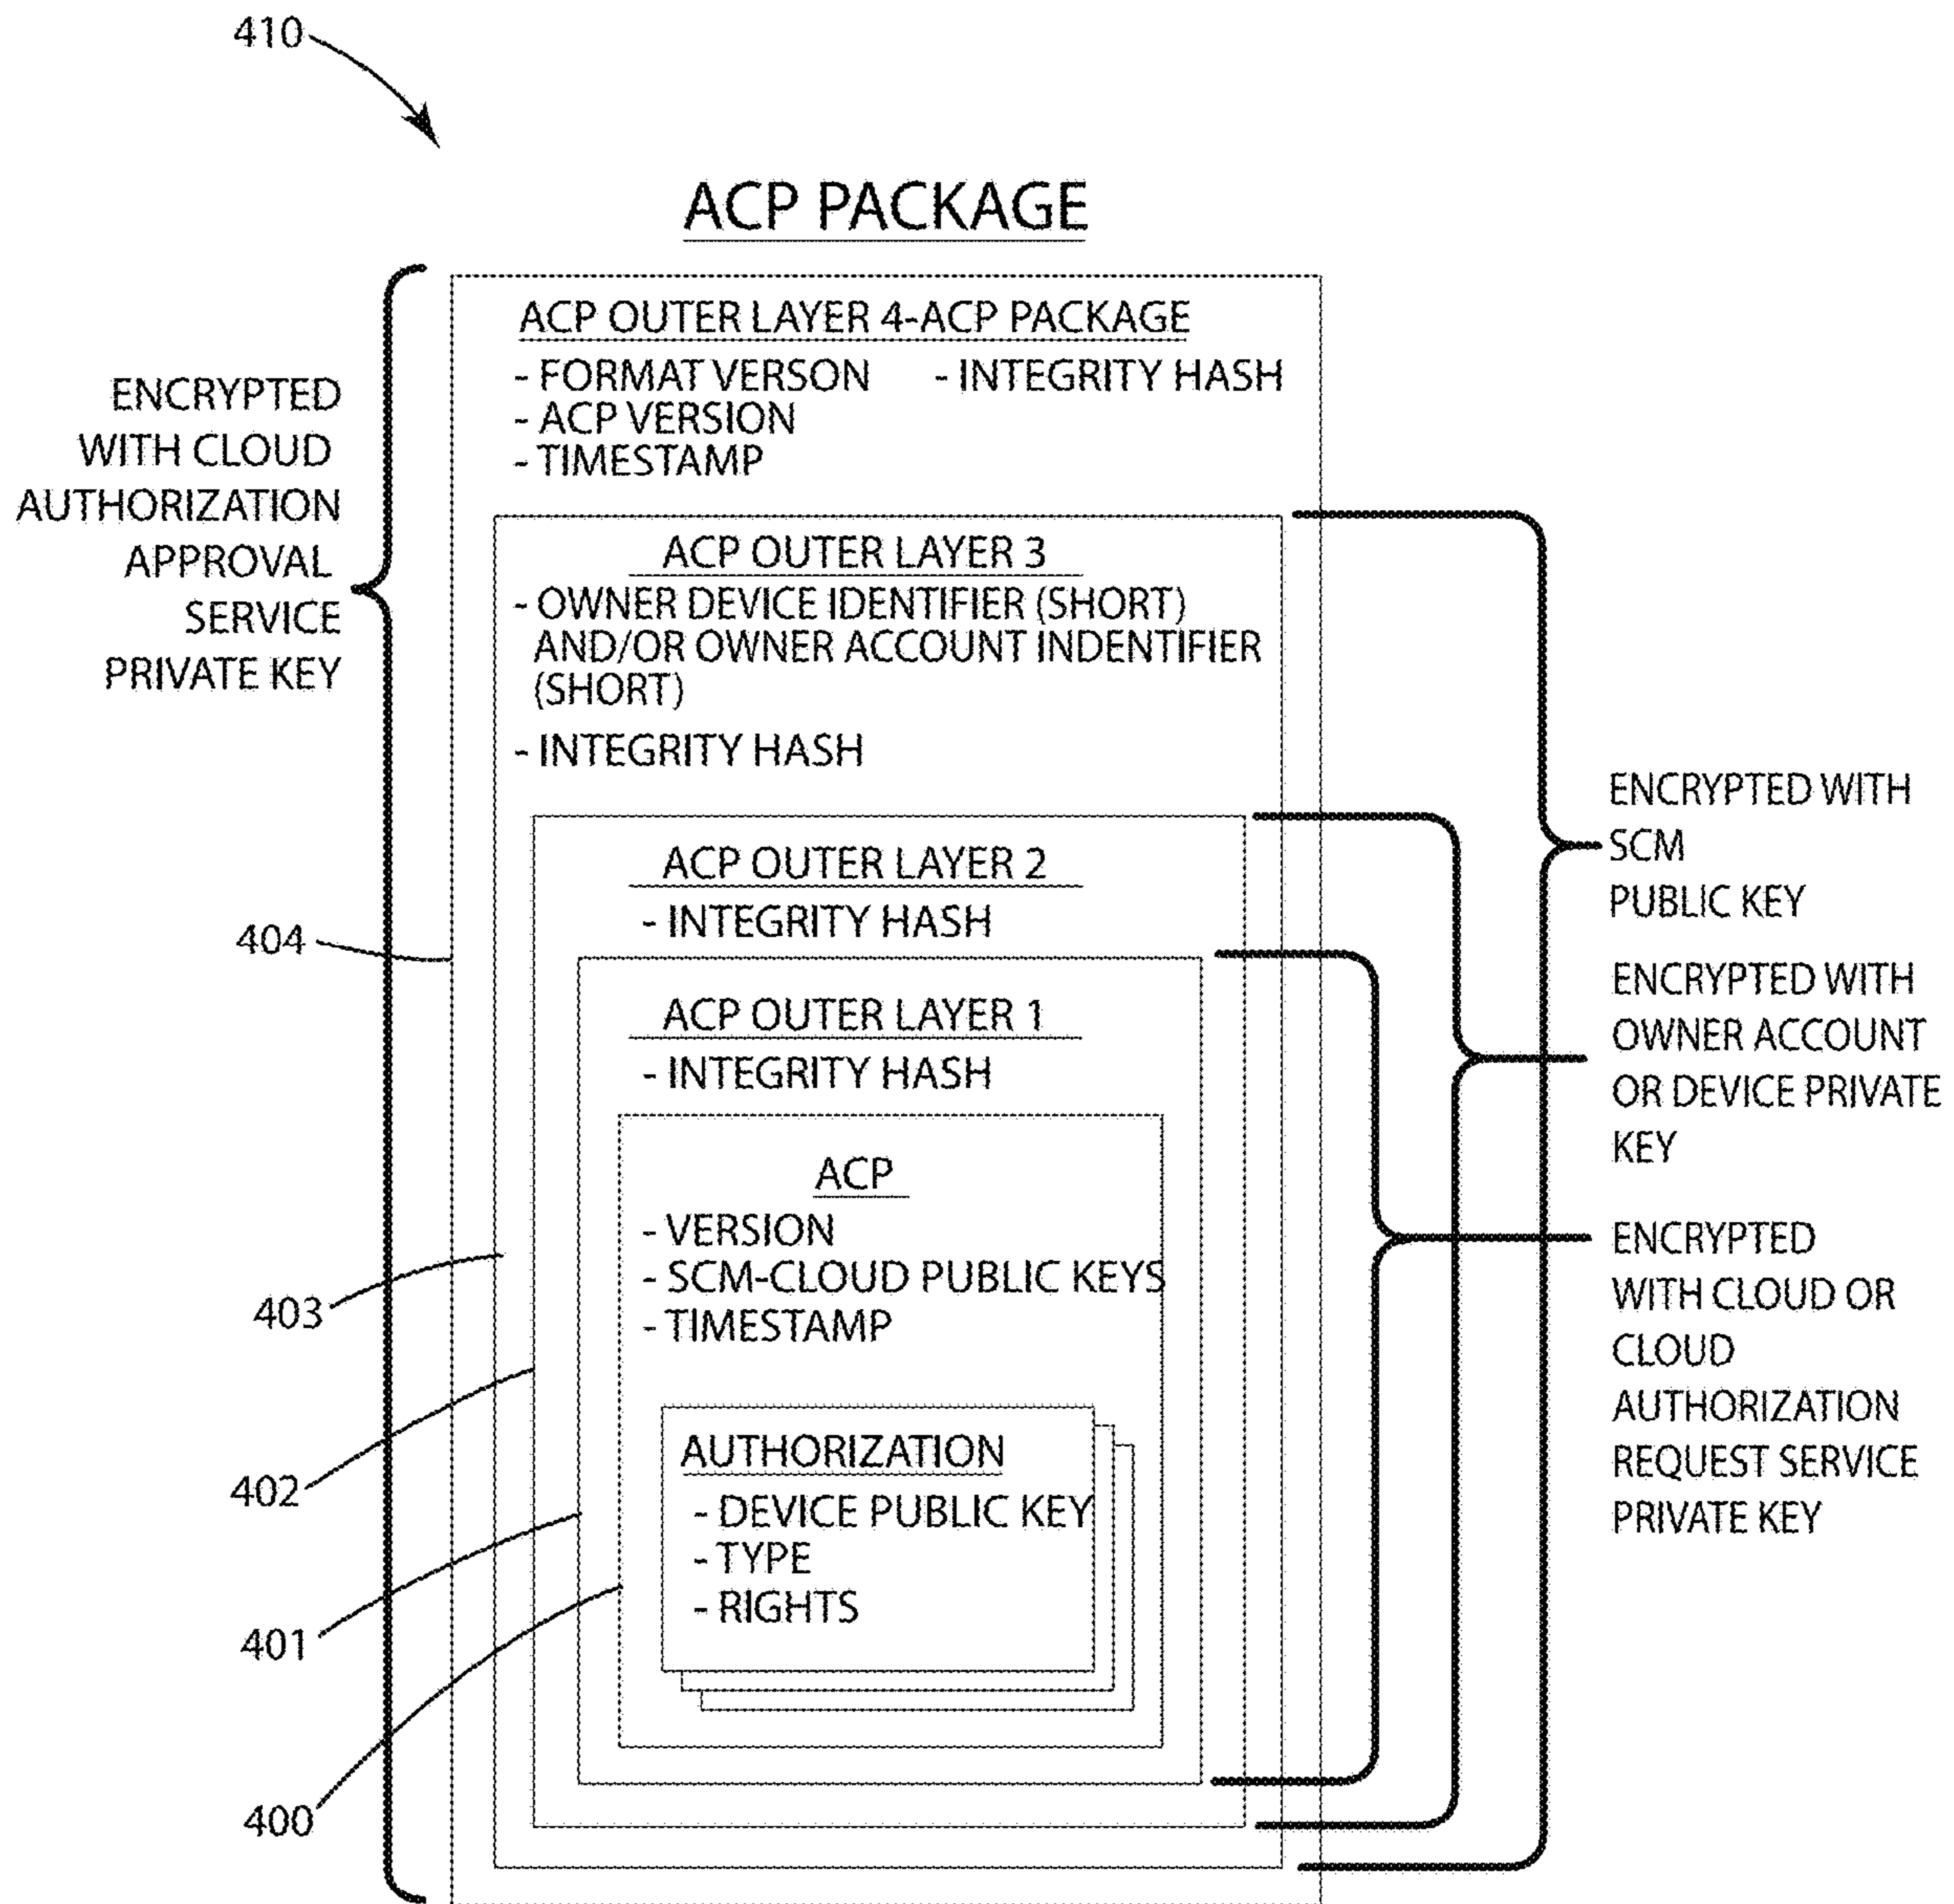 410
ACP PACKAGE
ENCRYPTED
WITH CLOUD
AUTHORIZATION
APPROVAL
SERVICE
PRIVATE KEY
ACP OUTER LAYER 4-ACP PACKAGE
- FORMAT VERSON - INTEGRITY HASH
- ACP VERSION
- TIMESTAMP
ACP OUTER LAYER 3
- OWNER DEVICE IDENTIFIER (SHORT)
AND/OR OWNER ACCOUNT INDENTIFIER
(SHORT)
- INTEGRITY HASH
ACP OUTER LAYER 2
- INTEGRITY HASH
ACP OUTER LAYER 1
- INTEGRITY HASH
ACP
- VERSION
- SCM-CLOUD PUBLIC KEYS
- TIMESTAMP
AUTHORIZATION
- DEVICE PUBLIC KEY
- TYPE
- RIGHTS
404
403
402
401
400
ENCRYPTED WITH
SCM
PUBLIC KEY
ENCRYPTED WITH
OWNER ACCOUNT
OR DEVICE PRIVATE
KEY
ENCRYPTED
WITH CLOUD OR
CLOUD
AUTHORIZATION
REQUEST SERVICE
PRIVATE KEY